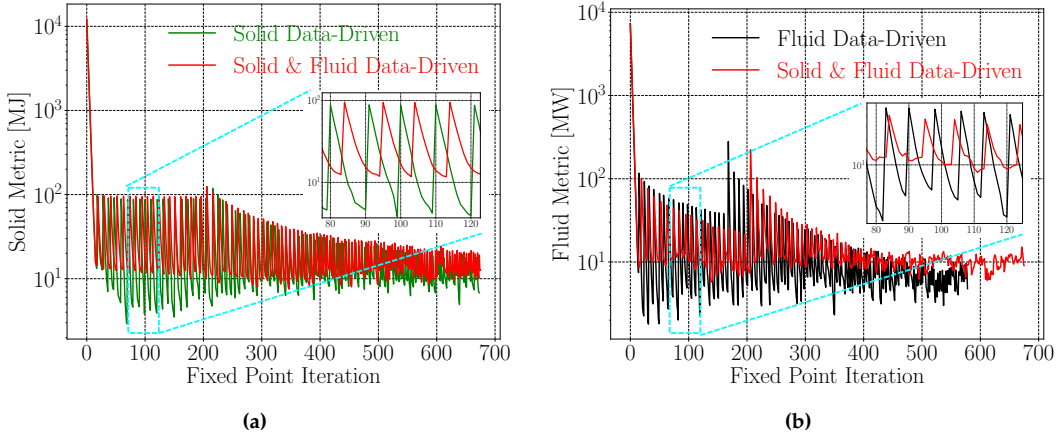 Solid Metric [MJ]
10^4
10^3
10^2
10^1
Solid Data-Driven
Solid & Fluid Data-Driven
10^2
10^1
80 90 100 110 120
0 100 200 300 400 500 600 700
Fixed Point Iteration
(a)
Fluid Metric [MW]
10^4
10^3
10^2
10^1
Fluid Data-Driven
Solid & Fluid Data-Driven
10^1
80 90 100 110 120
0 100 200 300 400 500 600 700
Fixed Point Iteration
(b)